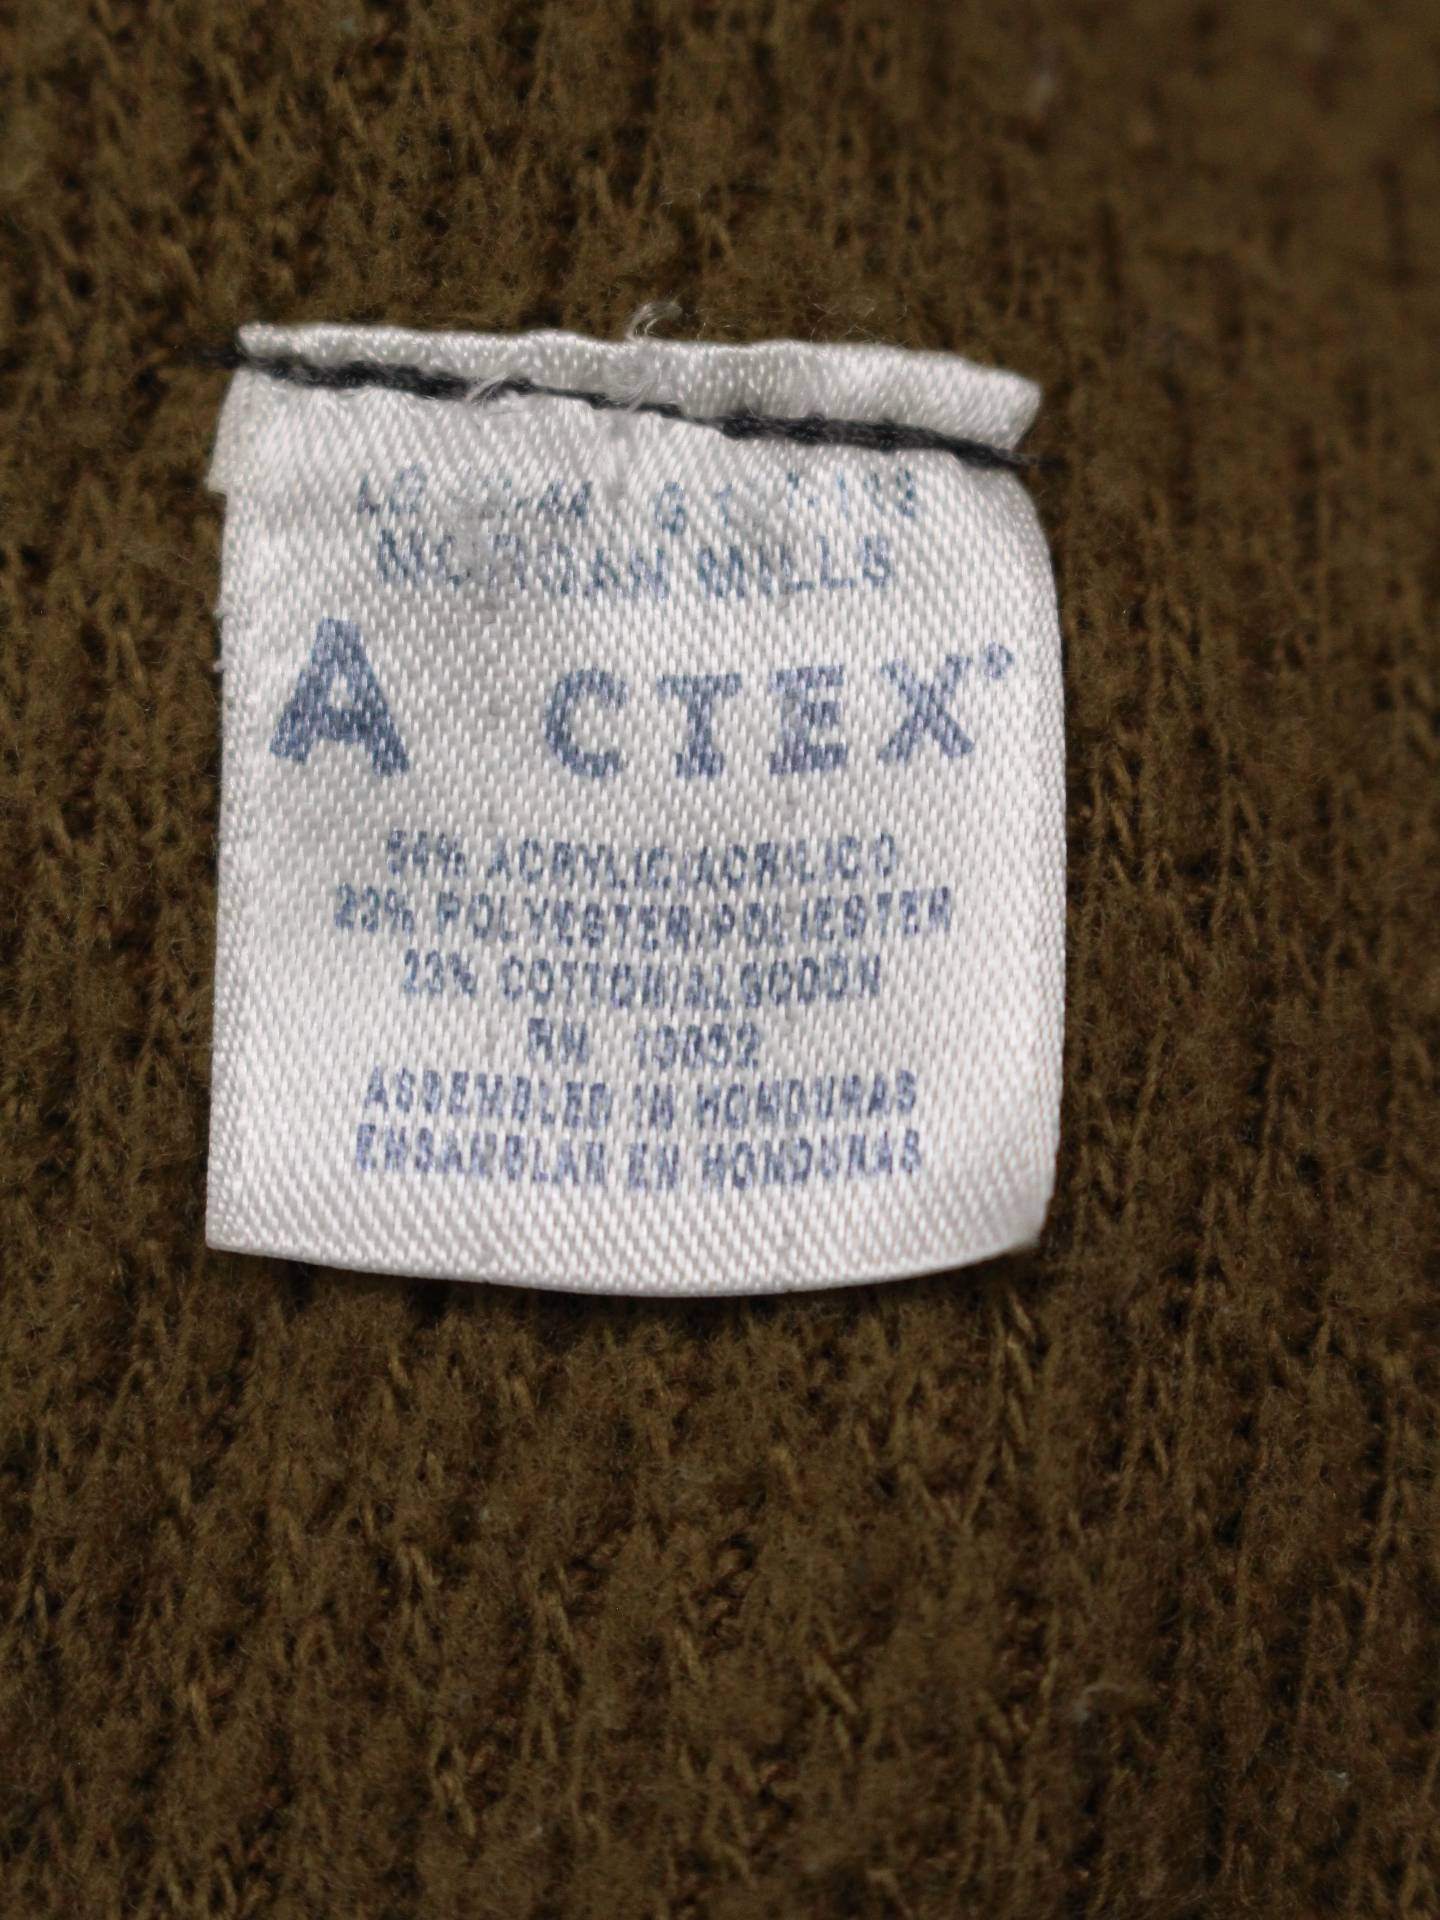 MORGAN MILLS
A CTEX®
54% ACRYLIC/ACRILICO
23% POLYESTER/POLIESTER
23% COTTON/ALGODON
RN 13852
ASSEMBLED IN HONDURAS
ENSAMBLAR EN HONDURAS